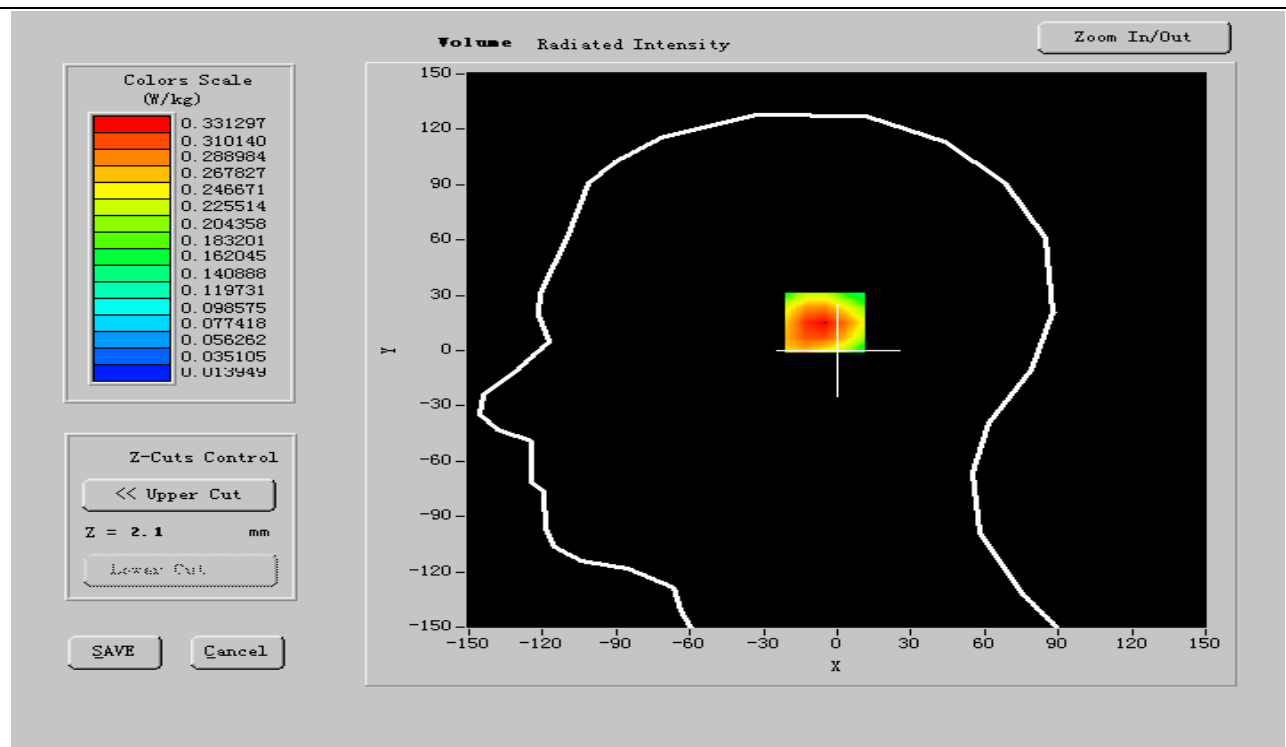 Volume Radiated Intensity
Zoom In/Out
Colors Scale
(W/kg)
0.331297
0.310140
0.288984
0.267827
0.246671
0.225514
0.204358
0.183201
0.162045
0.140888
0.119731
0.098575
0.077418
0.056262
0.035105
0.013949
Z-Cuts Control
<< Upper Cut
Z = 2.1 mm
Lower Cut
SAVE Cancel
150
120
90
60
30
0
-30
-60
-90
-120
-150
Y
-150 -120 -90 -60 -30 0 30 60 90 120 150
X